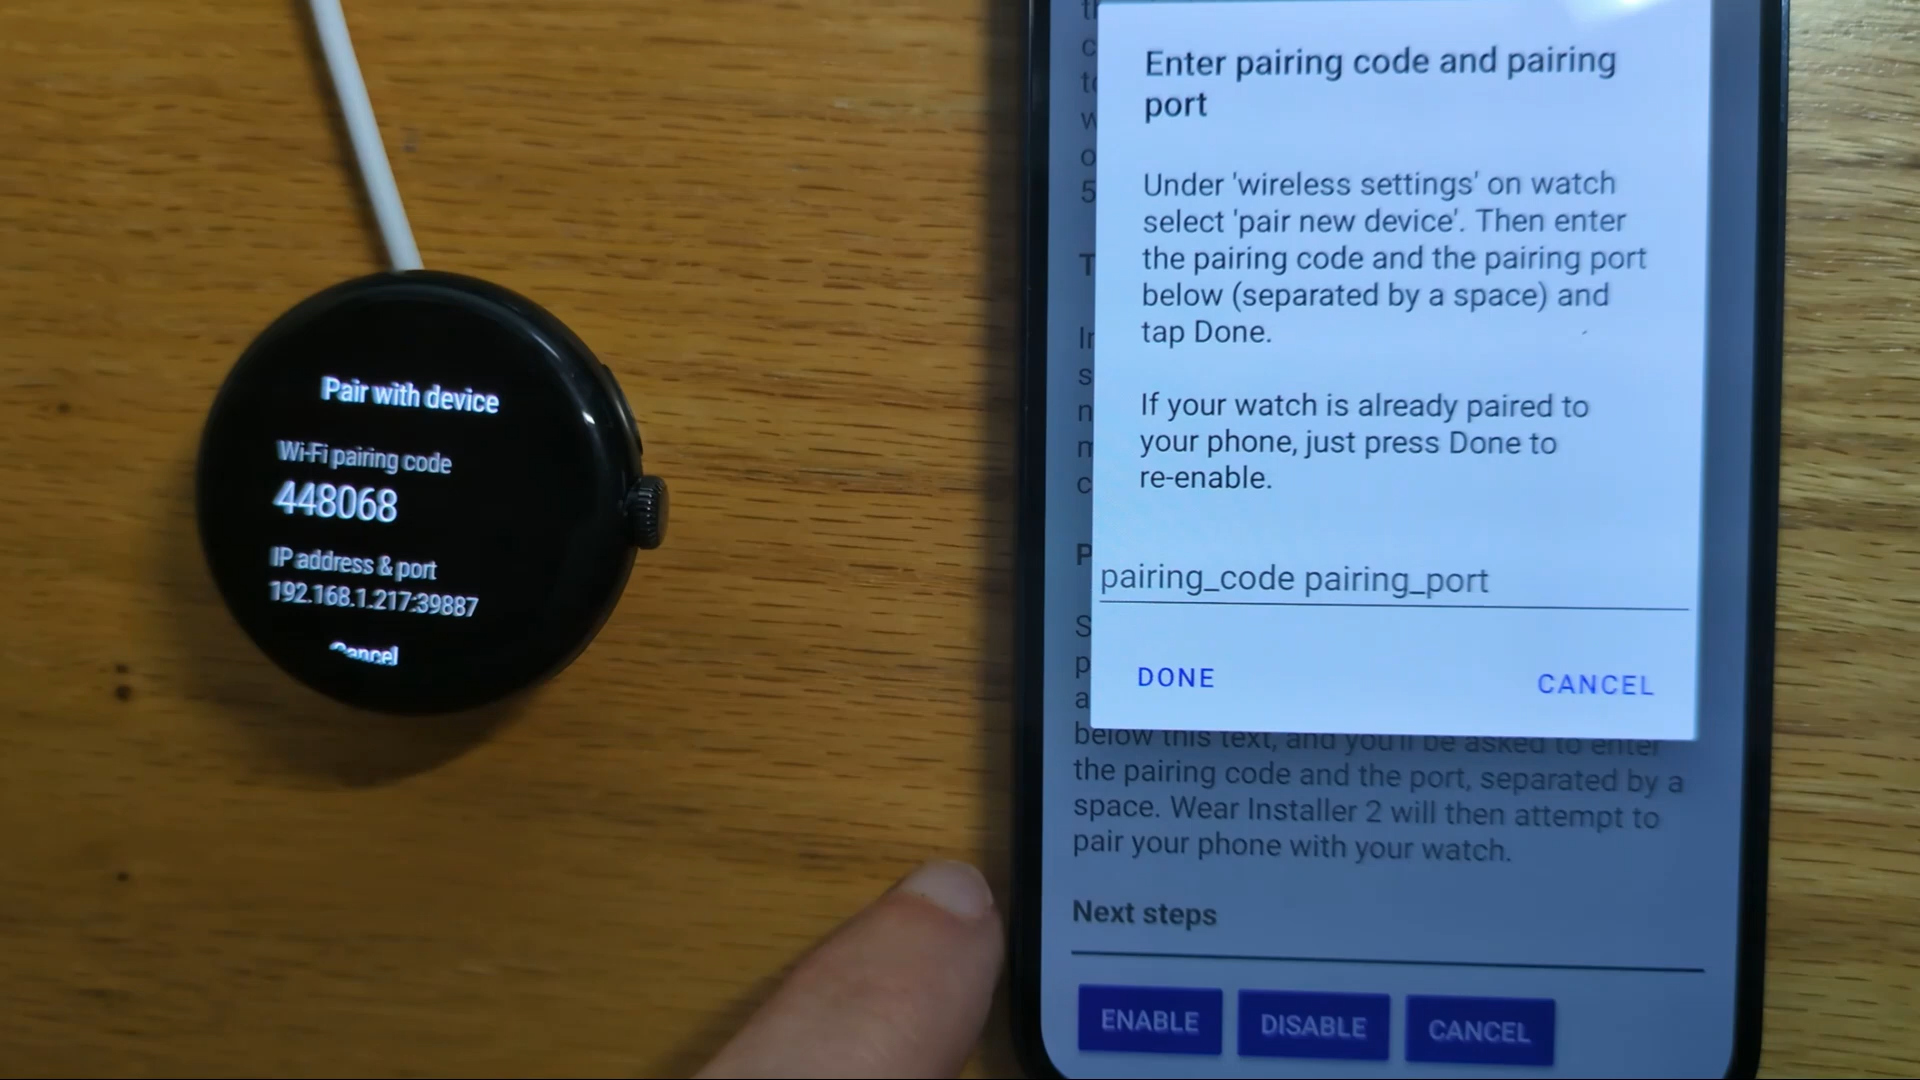 Pair with device
Wi-Fi pairing code
448068
IP address & port
192.168.1.217:39887
Cancel
Enter pairing code and pairing
port
Under 'wireless settings' on watch
select 'pair new device'. Then enter
the pairing code and the pairing port
below (separated by a space) and
tap Done.
If your watch is already paired to
your phone, just press Done to
re-enable.
pairing_code pairing_port
DONE
CANCEL
below this text, and you'll be asked to enter
the pairing code and the port, separated by a
space. Wear Installer 2 will then attempt to
pair your phone with your watch.
Next steps
ENABLE
DISABLE
CANCEL